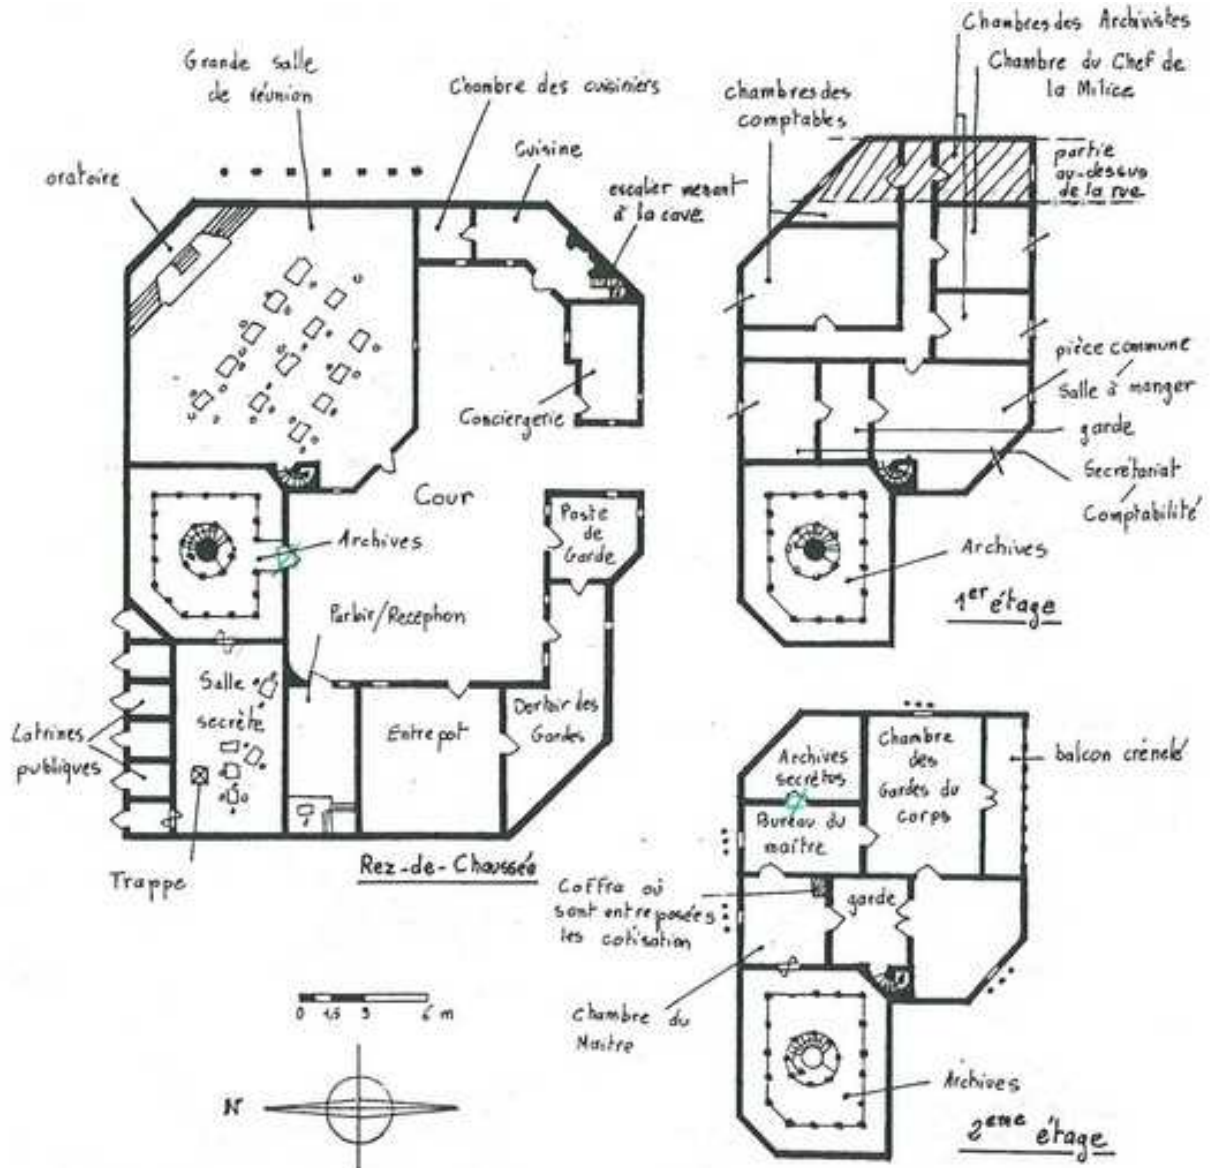 Grande salle
de réunion
oratoire
Chambre des cuisiniers
Cuisine
escalier menant
à la cave
Conciergerie
Cour
Archives
Poste
de
Garde
Parloir/Reception
Salle
secrète
Latrines
publiques
Entrepot
Dortoir des
Gardes
Trappe
Rez-de-Chaussée
0 1,5 3 6 m
N
Chambres des Archivistes
Chambre du Chef de
la Milice
chambres des
comptables
partie
au-dessus
de la rue
pièce commune
Salle à manger
garde
Secrétariat
Comptabilité
Archives
1er étage
Archives
secrètes
Chambre
des
Gardes du
corps
balcon crénelé
Bureau du
maître
Coffre où
sont entreposées
les cotisation
garde
Chambre du
Maitre
Archives
2eme étage